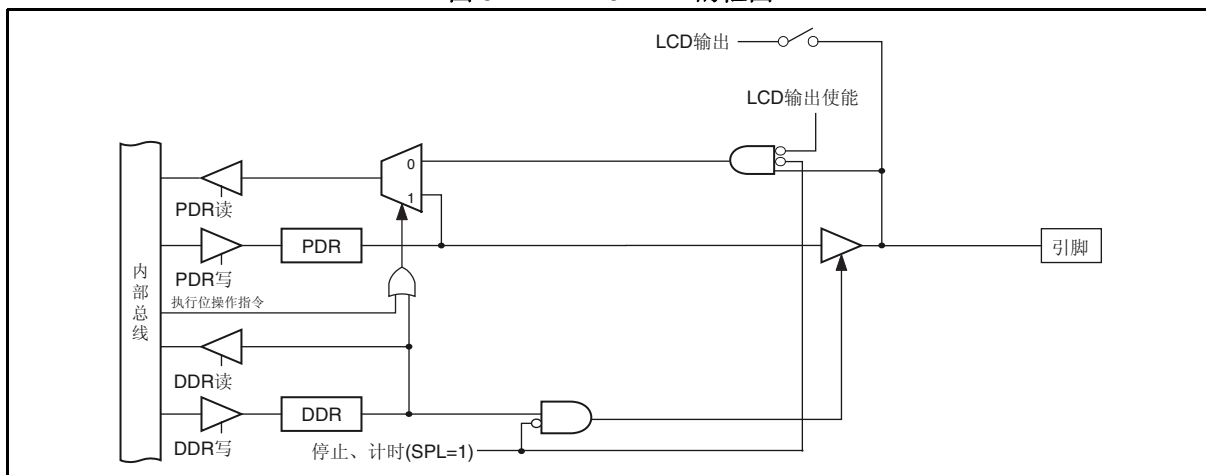 LCD输出
LCD输出使能
0
1
PDR读
PDR
PDR写
执行位操作指令
内部总线
DDR读
DDR
DDR写
停止、计时(SPL=1)
引脚